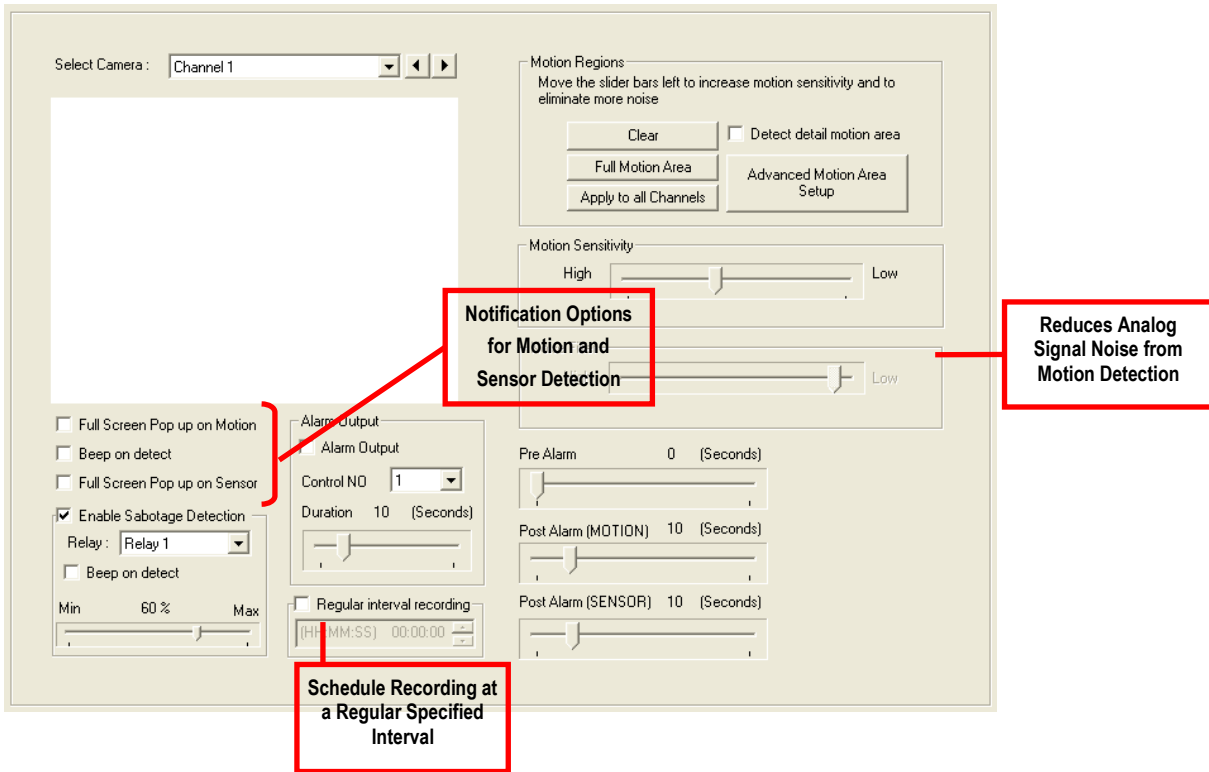 Select Camera :
Channel 1
Motion Regions
Move the slider bars left to increase motion sensitivity and to
eliminate more noise
Clear
Detect detail motion area
Full Motion Area
Advanced Motion Area
Setup
Apply to all Channels
Motion Sensitivity
High
Low
Notification Options
for Motion and
Sensor Detection
Low
Reduces Analog
Signal Noise from
Motion Detection
Full Screen Pop up on Motion
Beep on detect
Full Screen Pop up on Sensor
Enable Sabotage Detection
Relay :
Relay 1
Beep on detect
Min
60 %
Max
Alarm Output
Alarm Output
Control NO
1
Duration
10
(Seconds)
Regular interval recording
(HH:MM:SS)
00:00:00
Pre Alarm
0
(Seconds)
Post Alarm (MOTION)
10
(Seconds)
Post Alarm (SENSOR)
10
(Seconds)
Schedule Recording at
a Regular Specified
Interval